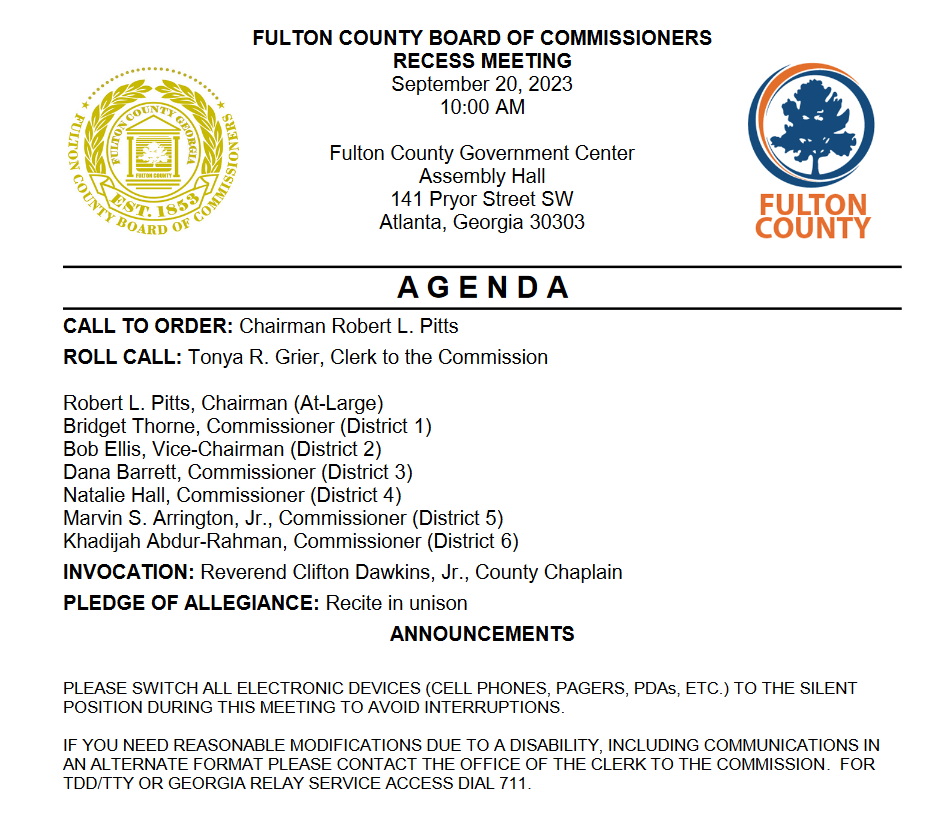 FULTON COUNTY BOARD OF COMMISSIONERS
RECESS MEETING
September 20, 2023
10:00 AM
Fulton County Government Center
Assembly Hall
141 Pryor Street SW
Atlanta, Georgia 30303
FULTON COUNTY BOARD OF COMMISSIONERS
FULTON COUNTY GEORGIA
FULTON COUNTY
EST. 1853
FULTON
COUNTY
AGENDA
CALL TO ORDER: Chairman Robert L. Pitts
ROLL CALL: Tonya R. Grier, Clerk to the Commission
Robert L. Pitts, Chairman (At-Large)
Bridget Thorne, Commissioner (District 1)
Bob Ellis, Vice-Chairman (District 2)
Dana Barrett, Commissioner (District 3)
Natalie Hall, Commissioner (District 4)
Marvin S. Arrington, Jr., Commissioner (District 5)
Khadijah Abdur-Rahman, Commissioner (District 6)
INVOCATION: Reverend Clifton Dawkins, Jr., County Chaplain
PLEDGE OF ALLEGIANCE: Recite in unison
ANNOUNCEMENTS
PLEASE SWITCH ALL ELECTRONIC DEVICES (CELL PHONES, PAGERS, PDAs, ETC.) TO THE SILENT
POSITION DURING THIS MEETING TO AVOID INTERRUPTIONS.
IF YOU NEED REASONABLE MODIFICATIONS DUE TO A DISABILITY, INCLUDING COMMUNICATIONS IN
AN ALTERNATE FORMAT PLEASE CONTACT THE OFFICE OF THE CLERK TO THE COMMISSION.  FOR
TDD/TTY OR GEORGIA RELAY SERVICE ACCESS DIAL 711.